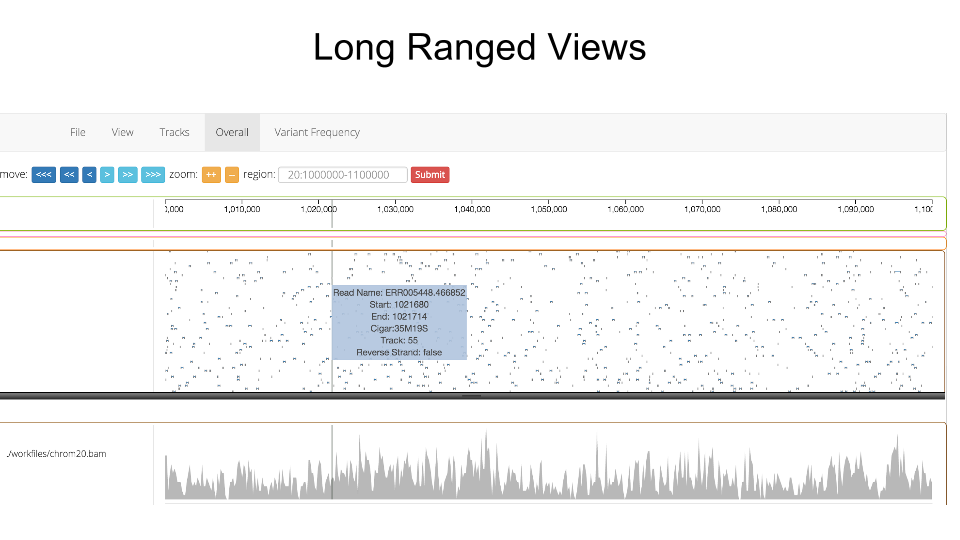 Long Ranged Views
File View Tracks Overall Variant Frequency
move: <<< << < > >> >>> zoom: ++ -- region: 20:1000000-1100000 Submit
),000 1,010,000 1,020,000 1,030,000 1,040,000 1,050,000 1,060,000 1,070,000 1,080,000 1,090,000 1,10(
Read Name: ERR005448.466852
Start: 1021680
End: 1021714
Cigar:35M19S
Track: 55
Reverse Strand: false
./workfiles/chrom20.bam